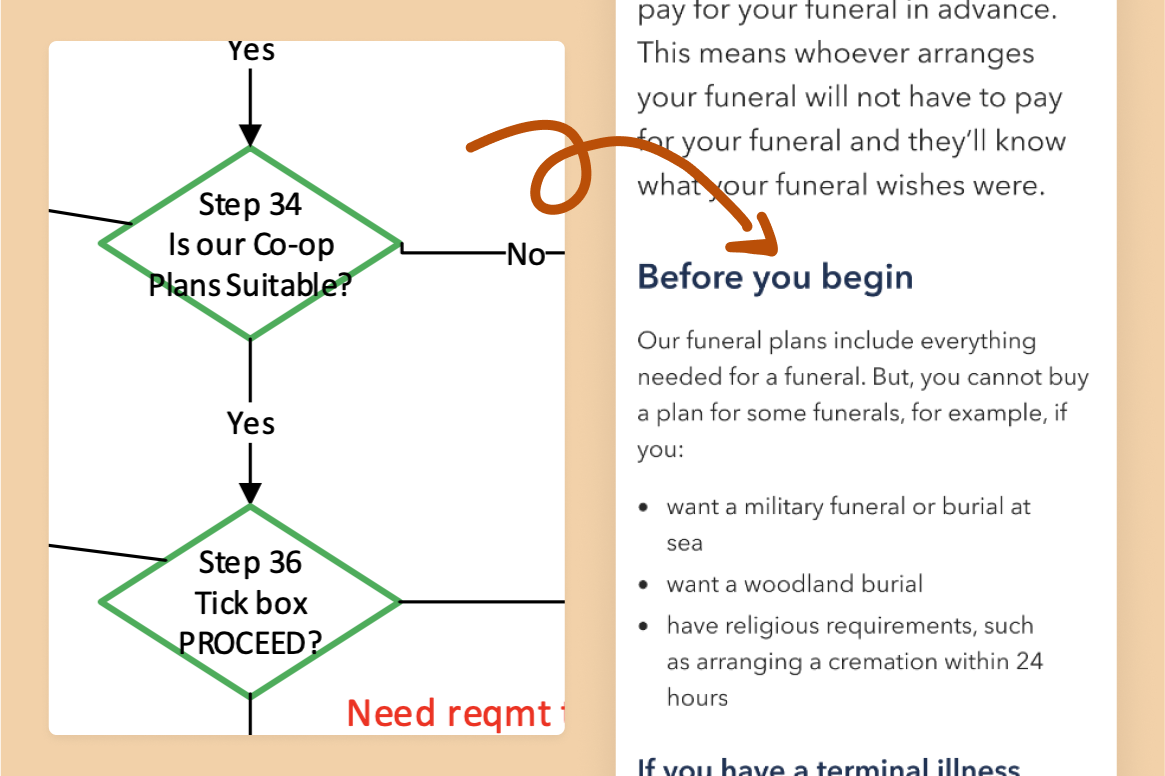 Yes
Step 34
Is our Co-op
Plans Suitable?
No
Yes
Step 36
Tick box
PROCEED?
Need reqmt
pay for your funeral in advance.
This means whoever arranges
your funeral will not have to pay
for your funeral and they’ll know
what your funeral wishes were.
Before you begin
Our funeral plans include everything
needed for a funeral. But, you cannot buy
a plan for some funerals, for example, if
you:
• want a military funeral or burial at
sea
• want a woodland burial
• have religious requirements, such
as arranging a cremation within 24
hours
If you have a terminal illness